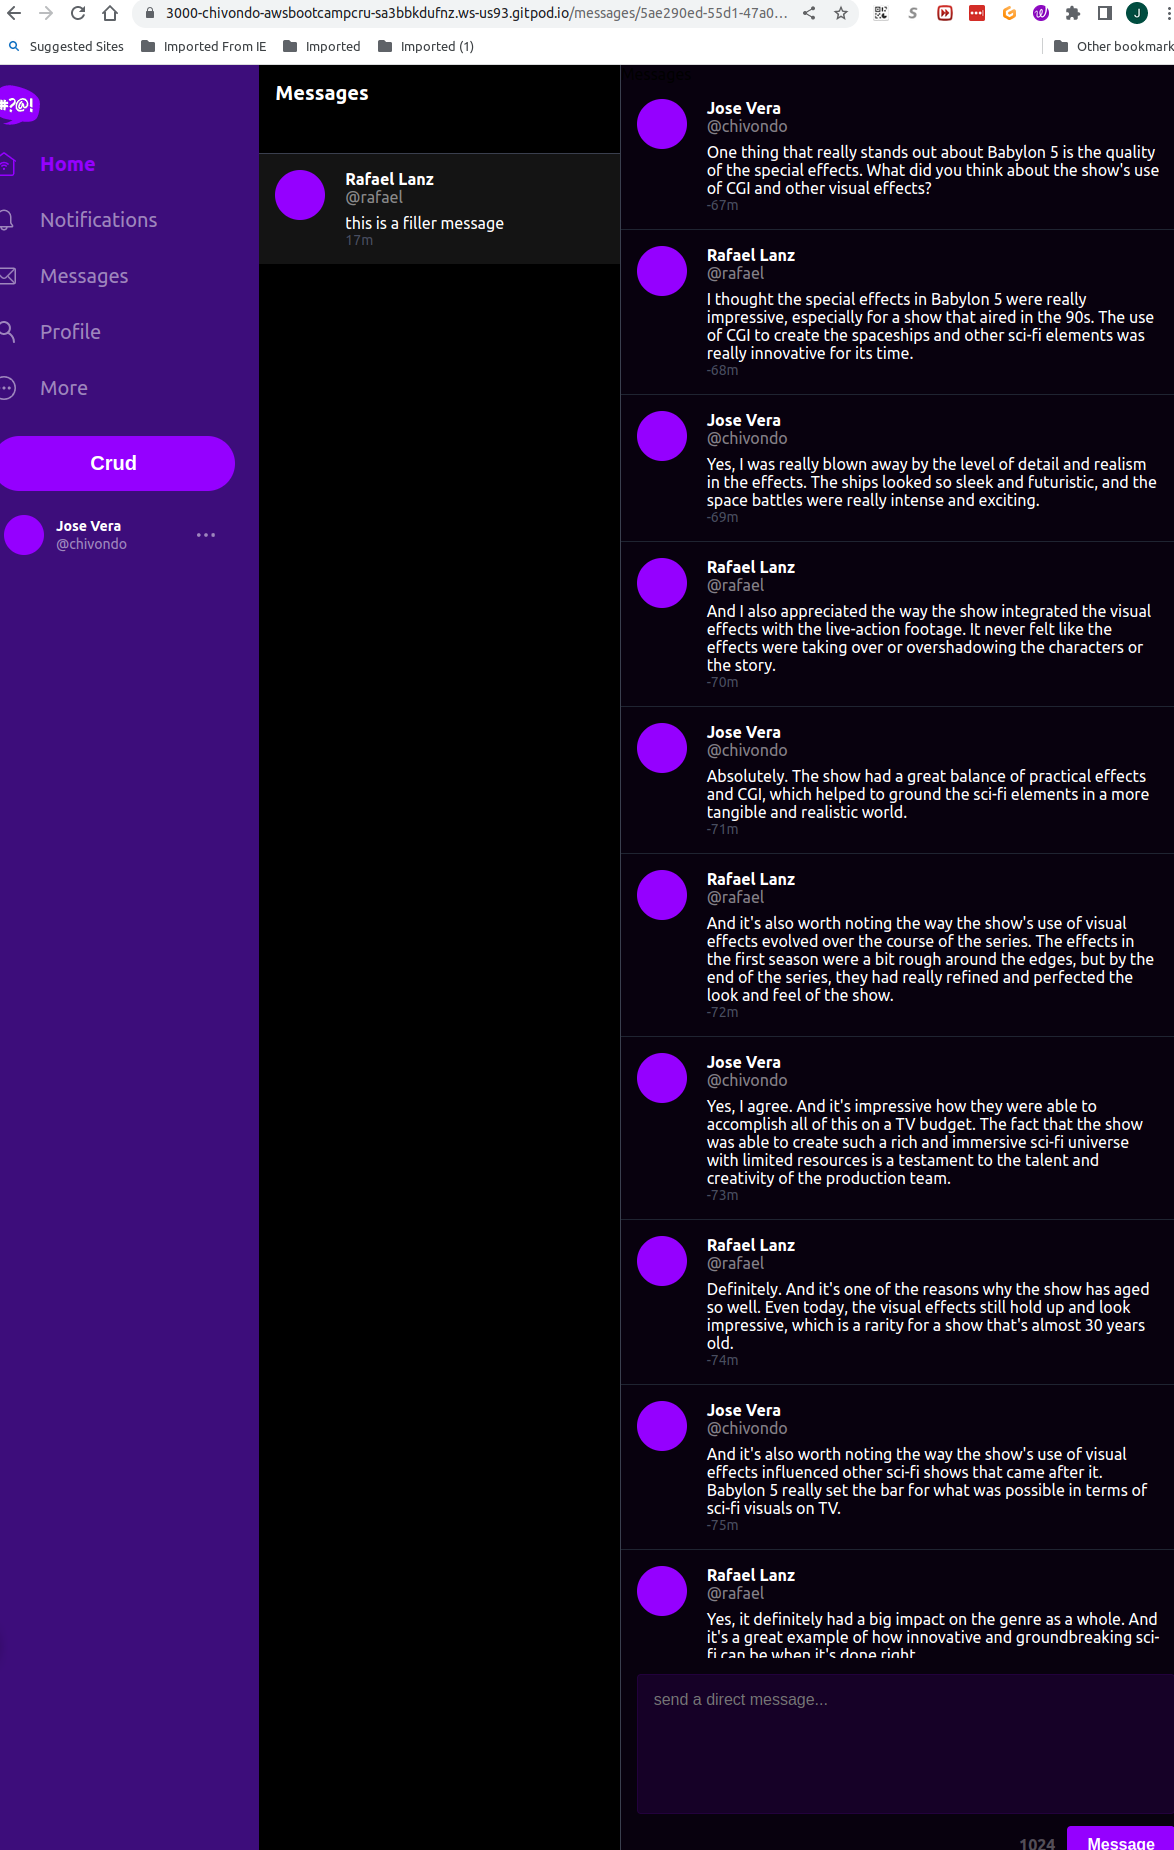 3000-chivondo-awsbootcampcru-sa3bbkdufnz.ws-us93.gitpod.io/messages/5ae290ed-55d1-47a0...
Suggested Sites
Imported From IE
Imported
Imported (1)
Other bookmark
J
#?@!
Home
Notifications
Messages
Profile
More
Crud
Jose Vera
@chivondo
Messages
Rafael Lanz
@rafael
this is a filler message
17m
Messages
Jose Vera
@chivondo
One thing that really stands out about Babylon 5 is the quality
of the special effects. What did you think about the show's use
of CGI and other visual effects?
-67m
Rafael Lanz
@rafael
I thought the special effects in Babylon 5 were really
impressive, especially for a show that aired in the 90s. The use
of CGI to create the spaceships and other sci-fi elements was
really innovative for its time.
-68m
Jose Vera
@chivondo
Yes, I was really blown away by the level of detail and realism
in the effects. The ships looked so sleek and futuristic, and the
space battles were really intense and exciting.
-69m
Rafael Lanz
@rafael
And I also appreciated the way the show integrated the visual
effects with the live-action footage. It never felt like the
effects were taking over or overshadowing the characters or
the story.
-70m
Jose Vera
@chivondo
Absolutely. The show had a great balance of practical effects
and CGI, which helped to ground the sci-fi elements in a more
tangible and realistic world.
-71m
Rafael Lanz
@rafael
And it's also worth noting the way the show's use of visual
effects evolved over the course of the series. The effects in
the first season were a bit rough around the edges, but by the
end of the series, they had really refined and perfected the
look and feel of the show.
-72m
Jose Vera
@chivondo
Yes, I agree. And it's impressive how they were able to
accomplish all of this on a TV budget. The fact that the show
was able to create such a rich and immersive sci-fi universe
with limited resources is a testament to the talent and
creativity of the production team.
-73m
Rafael Lanz
@rafael
Definitely. And it's one of the reasons why the show has aged
so well. Even today, the visual effects still hold up and look
impressive, which is a rarity for a show that's almost 30 years
old.
-74m
Jose Vera
@chivondo
And it's also worth noting the way the show's use of visual
effects influenced other sci-fi shows that came after it.
Babylon 5 really set the bar for what was possible in terms of
sci-fi visuals on TV.
-75m
Rafael Lanz
@rafael
Yes, it definitely had a big impact on the genre as a whole. And
it's a great example of how innovative and groundbreaking sci-
fi can be when it's done right.
send a direct message...
1024
Message